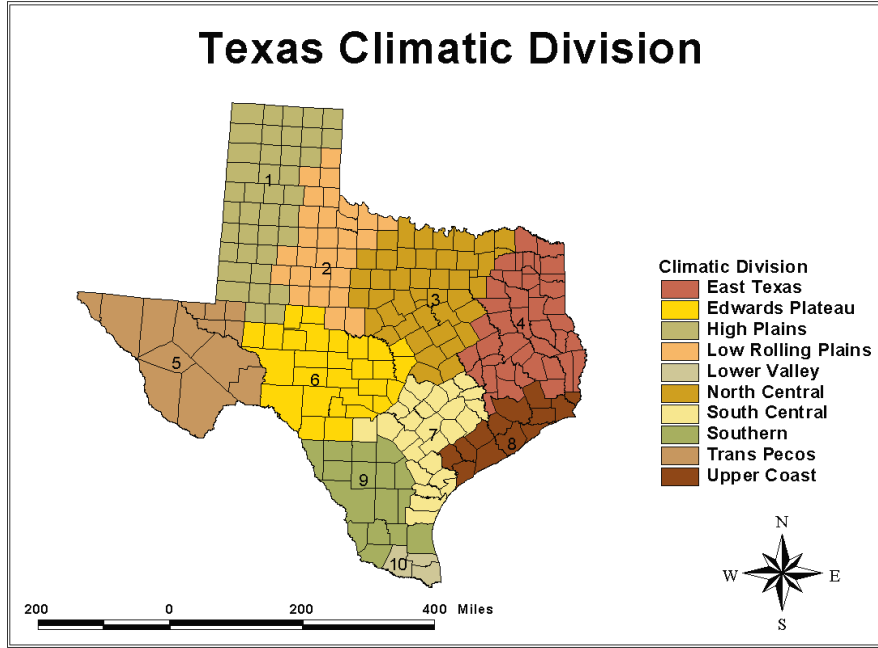 Texas Climatic Division
1
2
3
4
5
6
7
8
9
10
Climatic Division
East Texas
Edwards Plateau
High Plains
Low Rolling Plains
Lower Valley
North Central
South Central
Southern
Trans Pecos
Upper Coast
N
W E
S
200 0 200 400 Miles